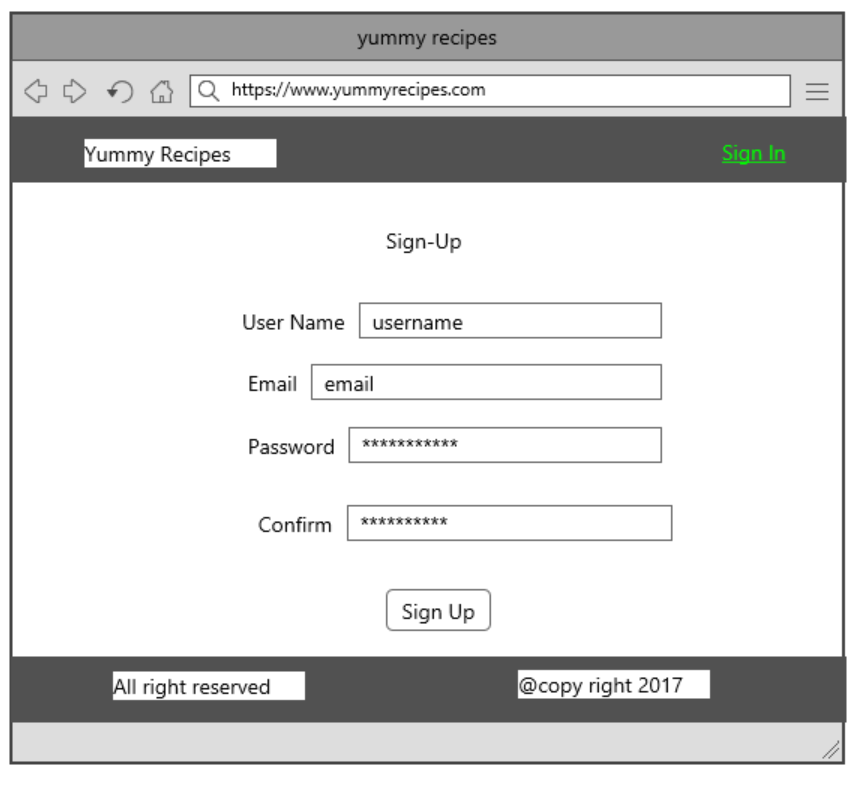 yummy recipes
https://www.yummyrecipes.com
Yummy Recipes Sign In
Sign-Up
User Name username
Email email
Password ***********
Confirm **********
Sign Up
All right reserved @copy right 2017